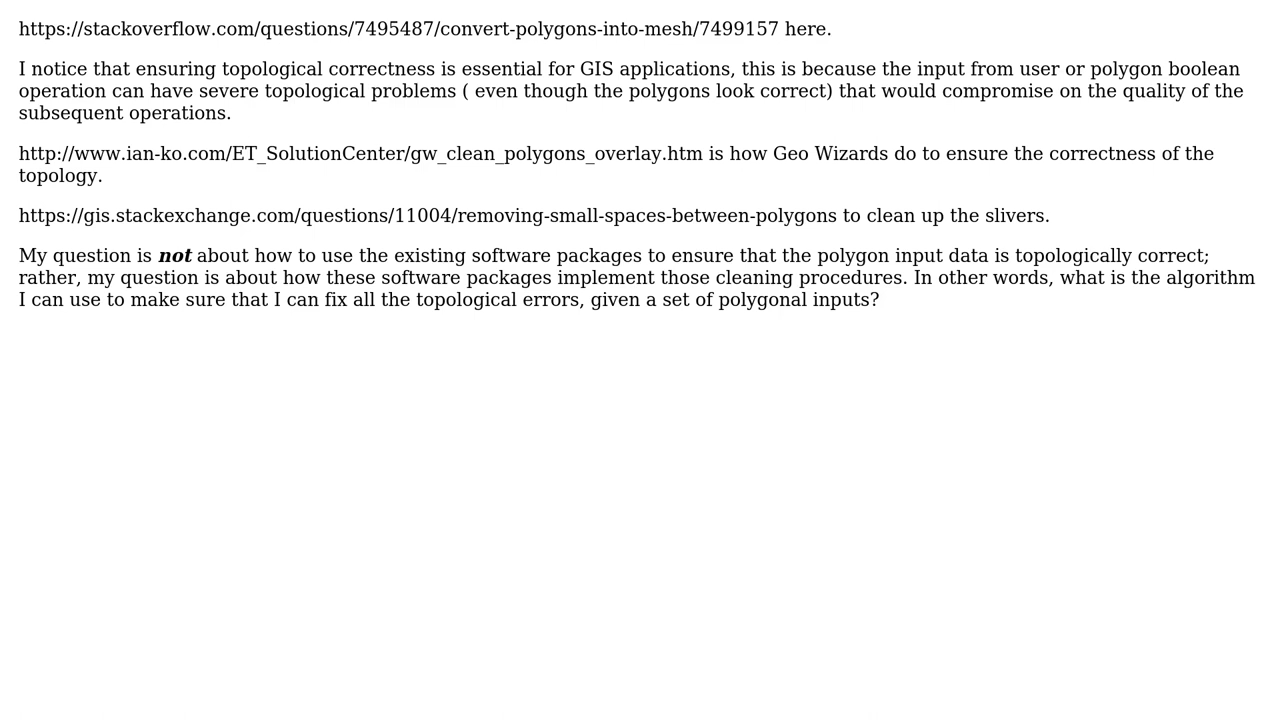 https://stackoverflow.com/questions/7495487/convert-polygons-into-mesh/7499157 here.
I notice that ensuring topological correctness is essential for GIS applications, this is because the input from user or polygon boolean
operation can have severe topological problems ( even though the polygons look correct) that would compromise on the quality of the
subsequent operations.
http://www.ian-ko.com/ET_SolutionCenter/gw_clean_polygons_overlay.htm is how Geo Wizards do to ensure the correctness of the
topology.
https://gis.stackexchange.com/questions/11004/removing-small-spaces-between-polygons to clean up the slivers.
My question is not about how to use the existing software packages to ensure that the polygon input data is topologically correct;
rather, my question is about how these software packages implement those cleaning procedures. In other words, what is the algorithm
I can use to make sure that I can fix all the topological errors, given a set of polygonal inputs?